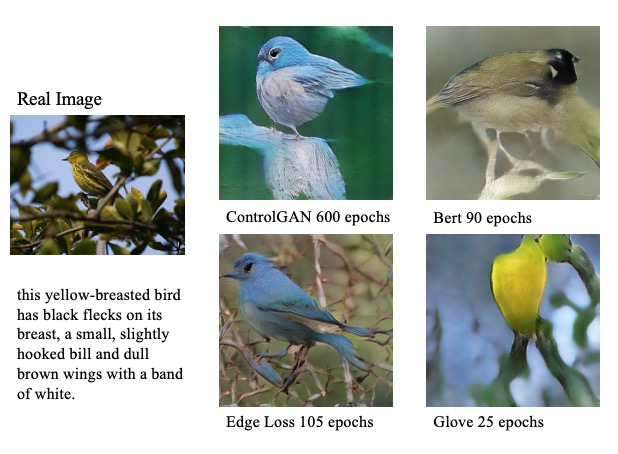 Real Image
this yellow-breasted bird
has black flecks on its
breast, a small, slightly
hooked bill and dull
brown wings with a band
of white.
ControlGAN 600 epochs
Bert 90 epochs
Edge Loss 105 epochs
Glove 25 epochs